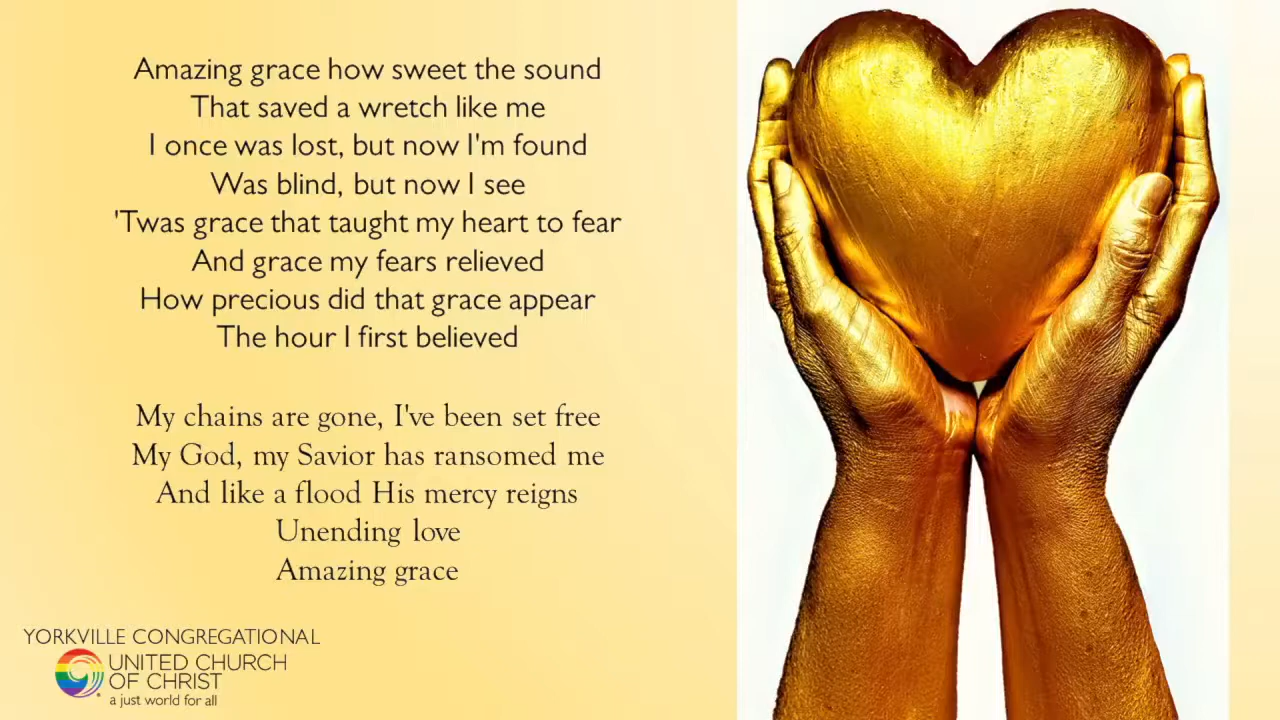 Amazing grace how sweet the sound
That saved a wretch like me
I once was lost, but now I'm found
Was blind, but now I see
'Twas grace that taught my heart to fear
And grace my fears relieved
How precious did that grace appear
The hour I first believed
My chains are gone, I've been set free
My God, my Savior has ransomed me
And like a flood His mercy reigns
Unending love
Amazing grace
YORKVILLE CONGREGATIONAL
UNITED CHURCH
OF CHRIST
a just world for all